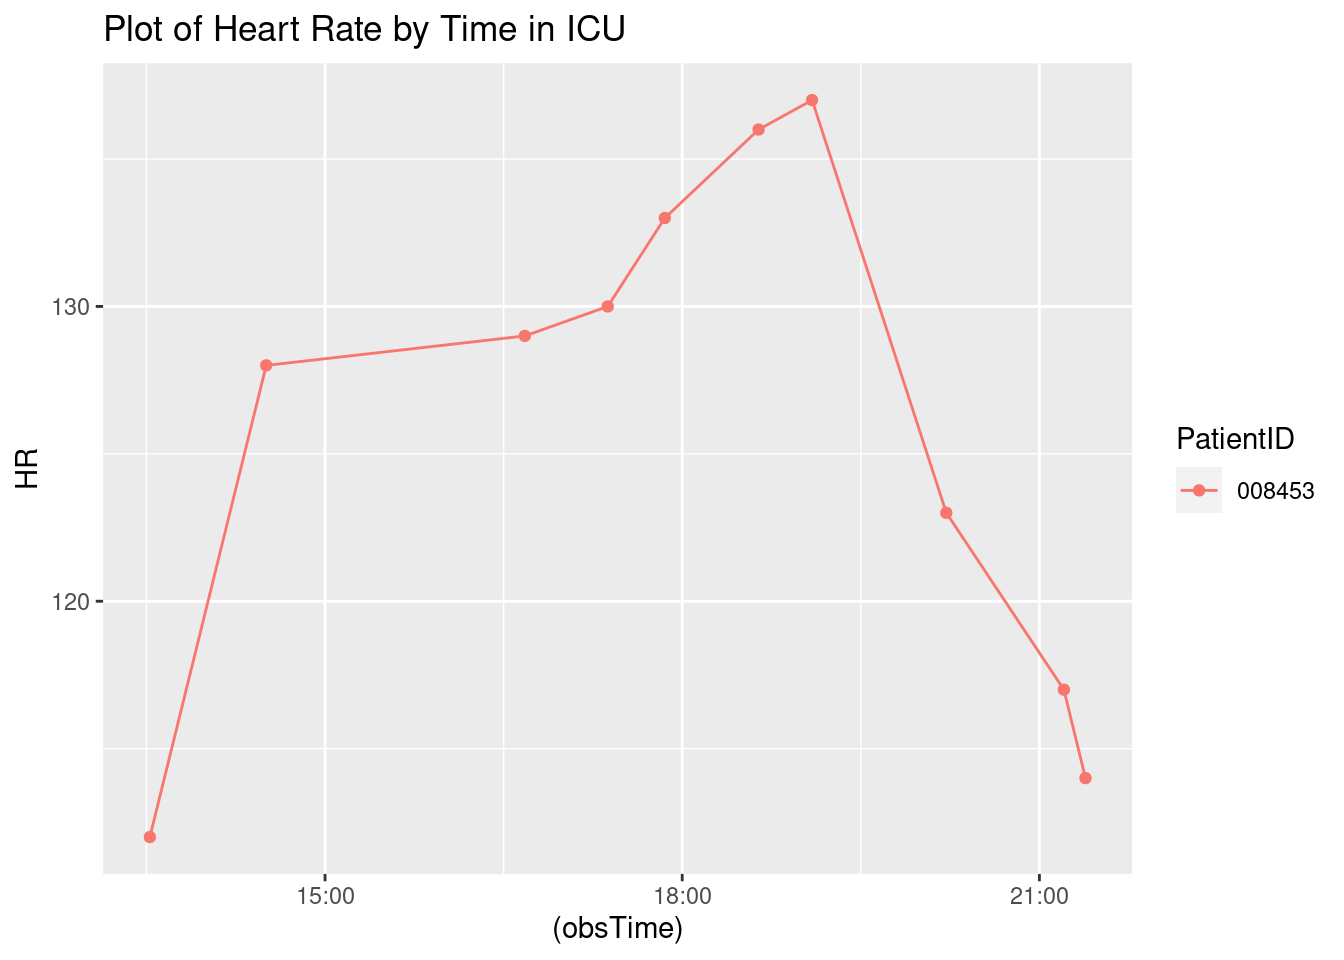 Plot of Heart Rate by Time in ICU
130
120
HR
15:00 18:00 21:00
(obsTime)
PatientID
008453